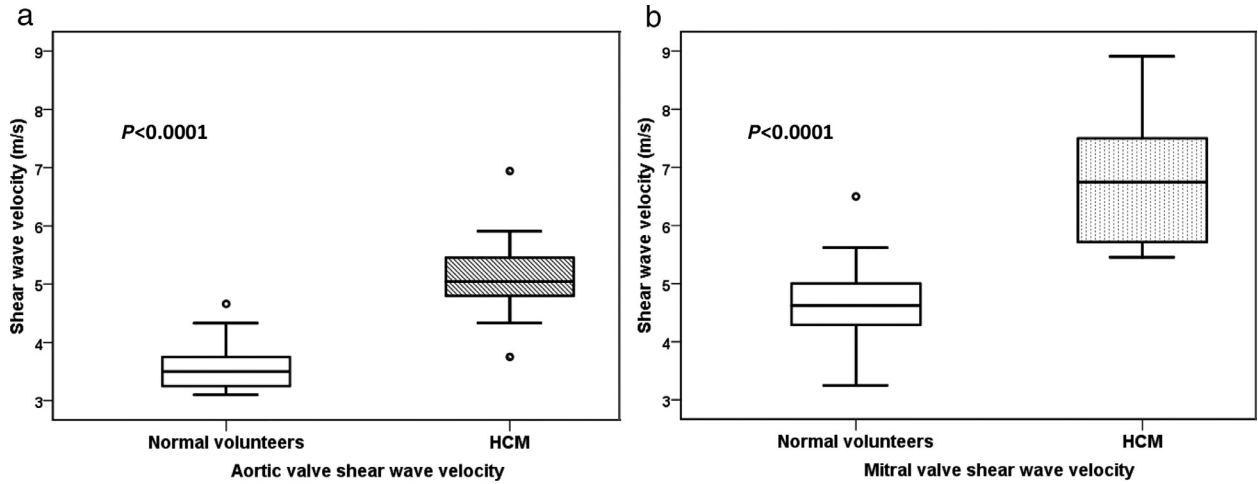 a
Shear wave velocity (m/s)
9
8
7
6
5
4
3
P<0.0001
Normal volunteers
HCM
Aortic valve shear wave velocity
b
Shear wave velocity (m/s)
9
8
7
6
5
4
3
P<0.0001
Normal volunteers
HCM
Mitral valve shear wave velocity